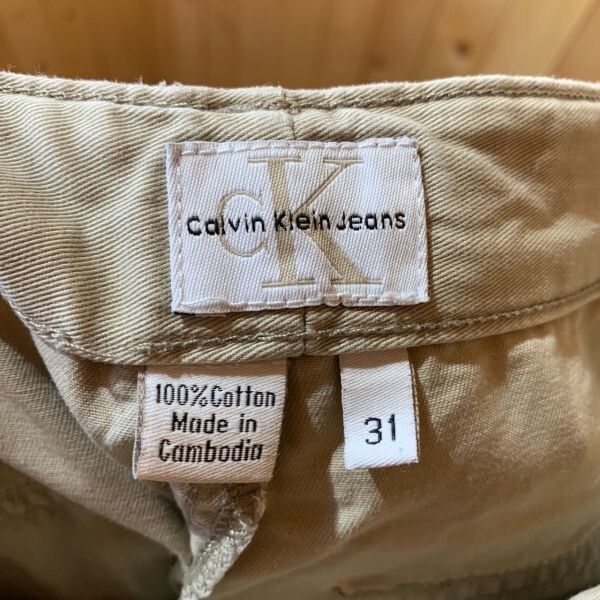 cK
Calvin Klein Jeans
100% Cotton
Made in
Cambodia
31